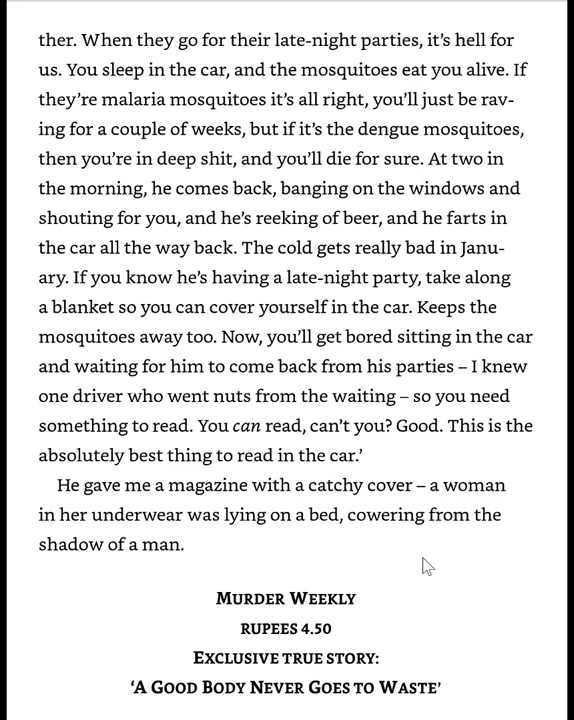 ther. When they go for their late-night parties, it’s hell for
us. You sleep in the car, and the mosquitoes eat you alive. If
they’re malaria mosquitoes it’s all right, you’ll just be rav-
ing for a couple of weeks, but if it’s the dengue mosquitoes,
then you’re in deep shit, and you’ll die for sure. At two in
the morning, he comes back, banging on the windows and
shouting for you, and he’s reeking of beer, and he farts in
the car all the way back. The cold gets really bad in Janu-
ary. If you know he’s having a late-night party, take along
a blanket so you can cover yourself in the car. Keeps the
mosquitoes away too. Now, you’ll get bored sitting in the car
and waiting for him to come back from his parties – I knew
one driver who went nuts from the waiting – so you need
something to read. You can read, can’t you? Good. This is the
absolutely best thing to read in the car.’
He gave me a magazine with a catchy cover – a woman
in her underwear was lying on a bed, cowering from the
shadow of a man.
MURDER WEEKLY
RUPEES 4.50
EXCLUSIVE TRUE STORY:
‘A GOOD BODY NEVER GOES TO WASTE’